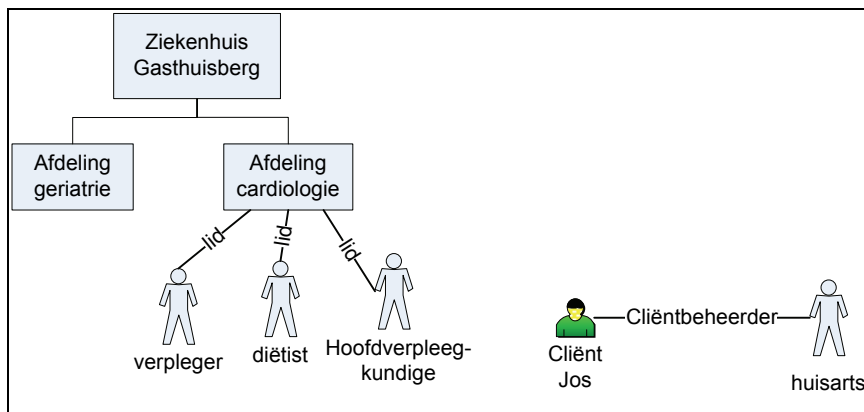 Ziekenhuis
Gasthuisberg
Afdeling
geriatrie
Afdeling
cardiologie
lid
lid
lid
verpleger
diëtist
Hoofdverpleeg-
kundige
Cliëntbeheerder
Cliënt
Jos
huisarts